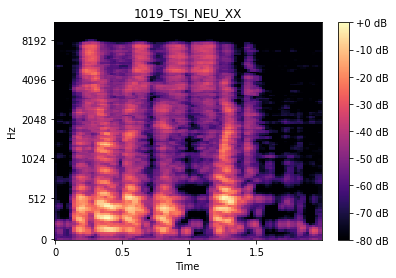 1019_TSI_NEU_XX
8192
4096
2048
1024
512
0
Hz
0
0.5
1
1.5
Time
+0 dB
-10 dB
-20 dB
-30 dB
-40 dB
-50 dB
-60 dB
-70 dB
-80 dB